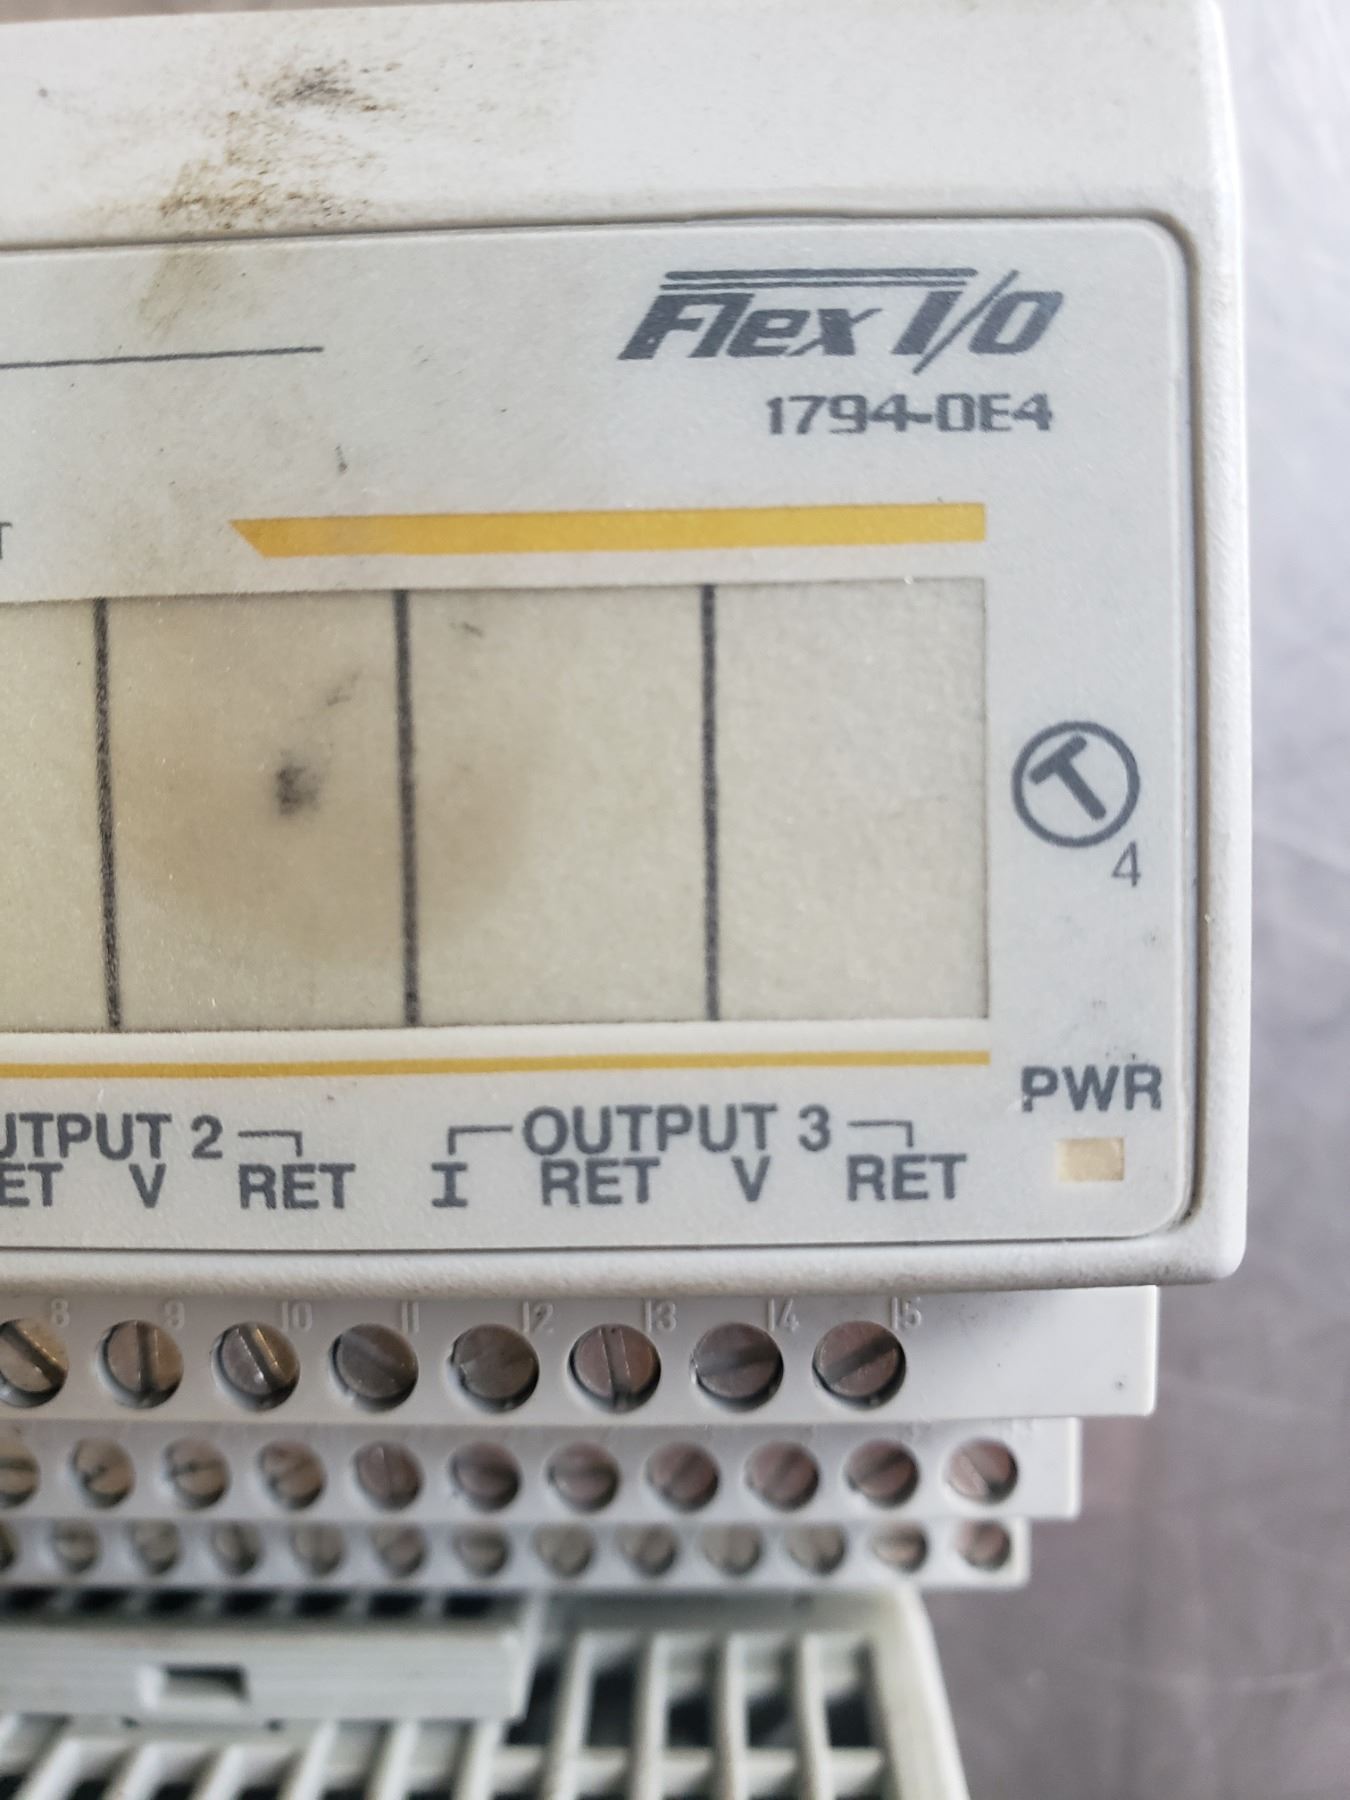 Flex I/O
1794-OE4
T
T
4
PWR
UTPUT 2
OUTPUT 3
ET V RET I RET V RET
8 9 10 11 12 13 14 15